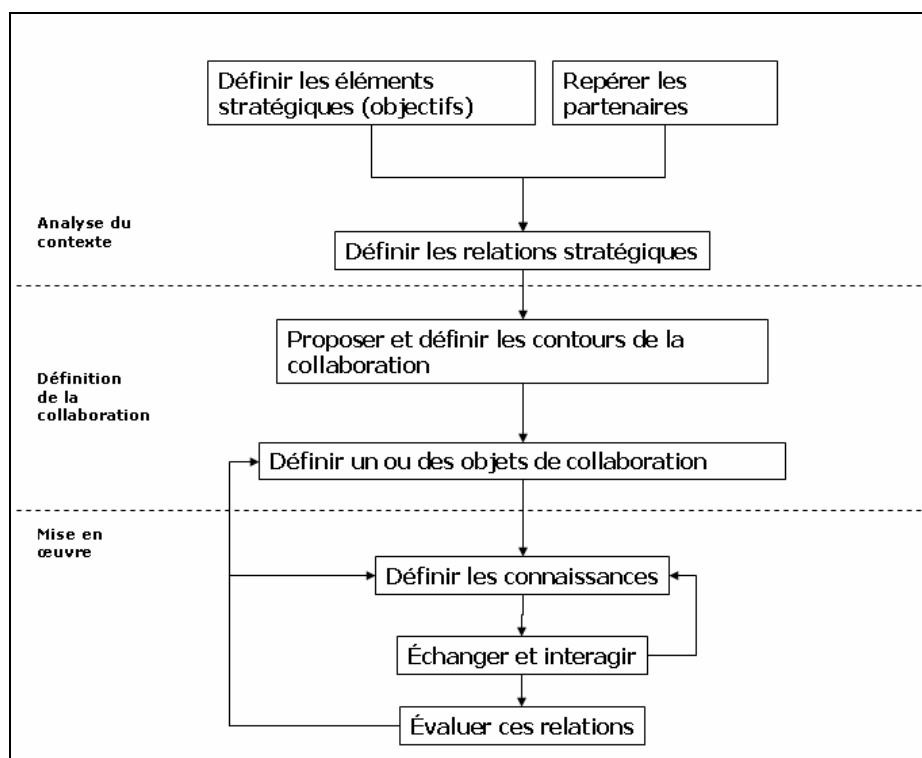 Définir les éléments
stratégiques (objectifs)
Repérer les
partenaires
Analyse du
contexte
Définir les relations stratégiques
Proposer et définir les contours de la
collaboration
Définition
de la
collaboration
Définir un ou des objets de collaboration
Mise en
œuvre
Définir les connaissances
Échanger et interagir
Évaluer ces relations